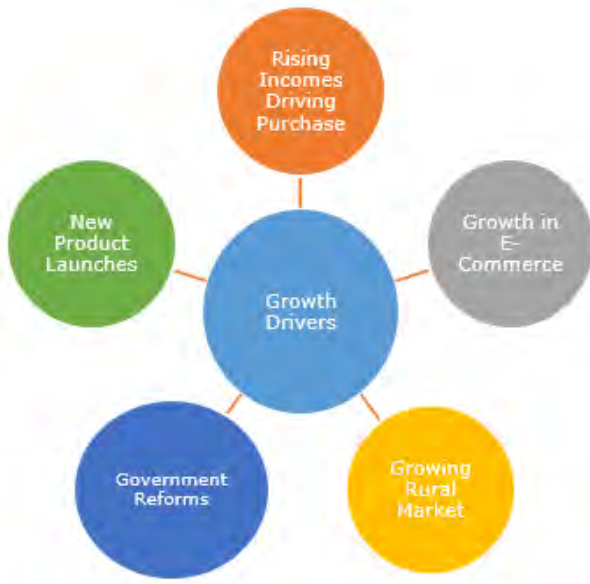 Rising
Incomes
Driving
Purchase
New
Product
Launches
Growth in
E-
Commerce
Growth
Drivers
Government
Reforms
Growing
Rural
Market